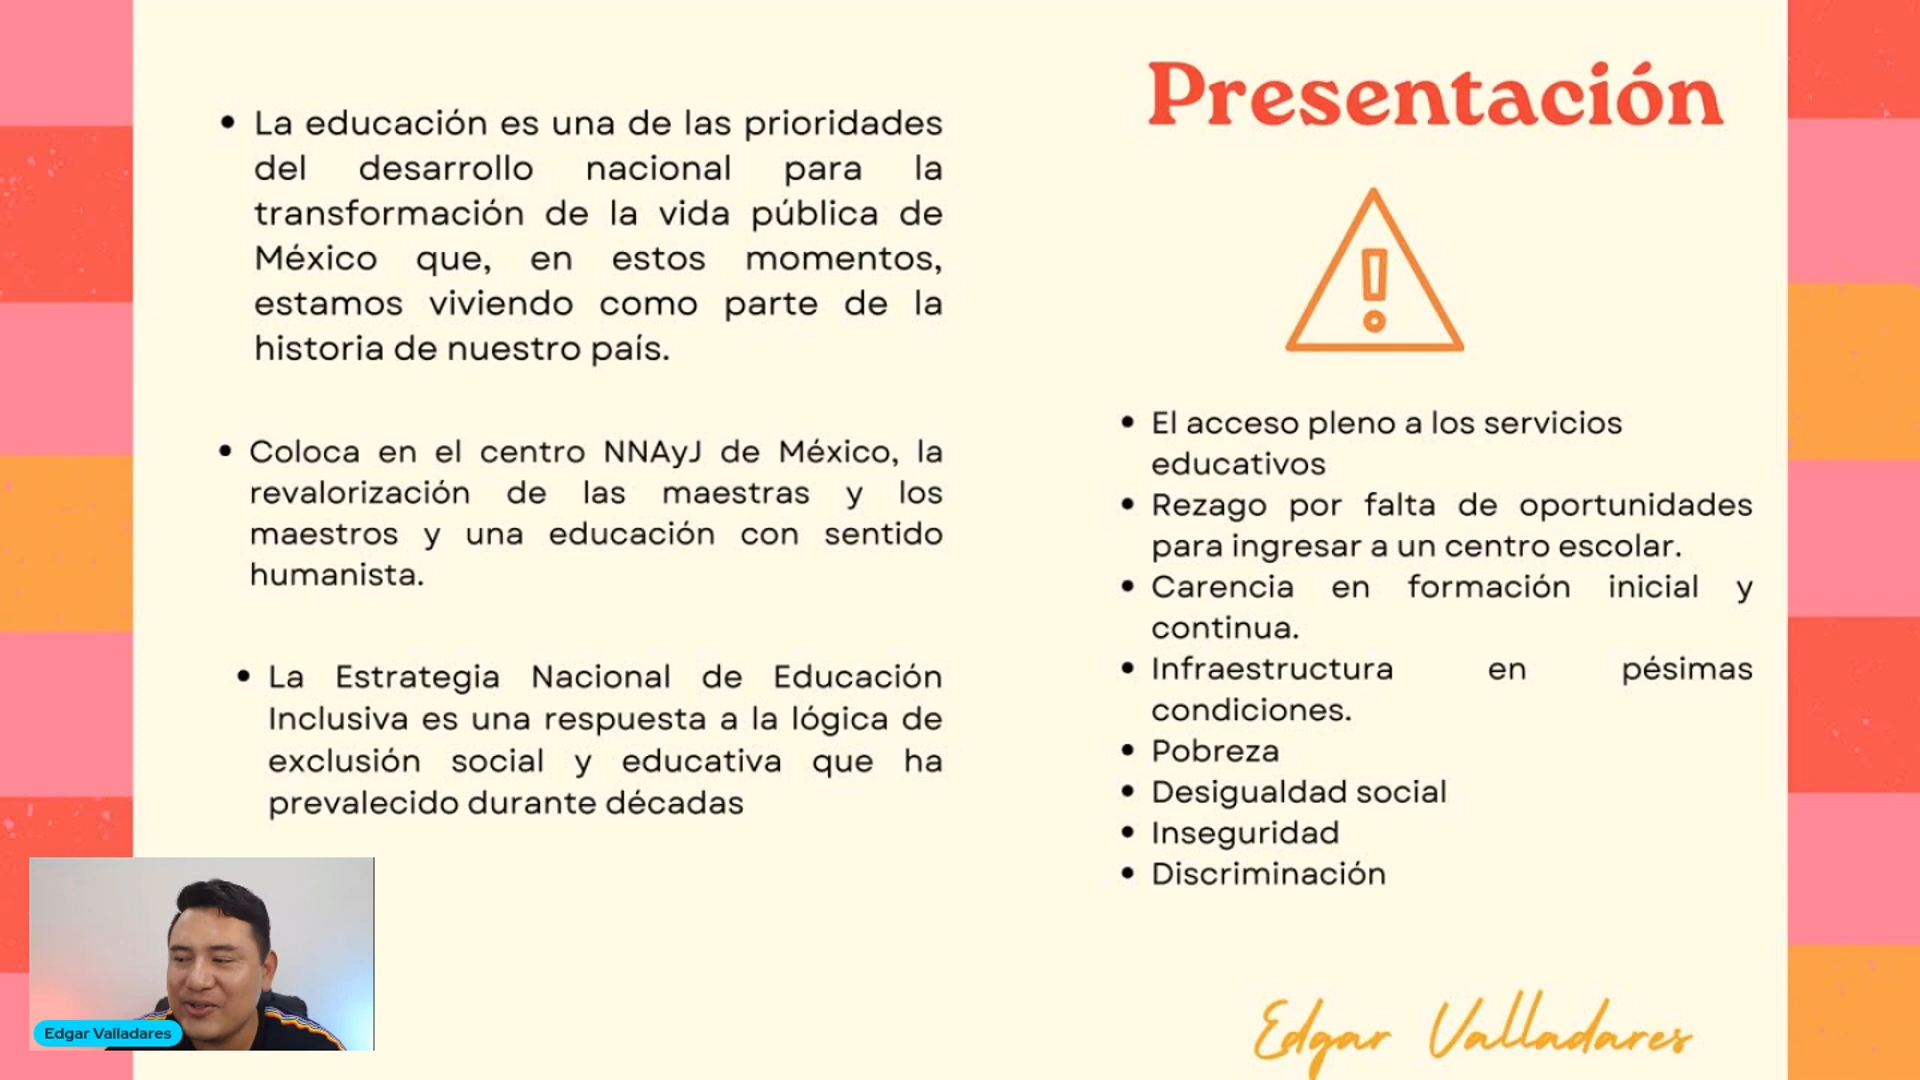 Presentación
• La educación es una de las prioridades
del desarrollo nacional para la
transformación de la vida pública de
México que, en estos momentos,
estamos viviendo como parte de la
historia de nuestro país.
• Coloca en el centro NNAyJ de México, la
revalorización de las maestras y los
maestros y una educación con sentido
humanista.
• La Estrategia Nacional de Educación
Inclusiva es una respuesta a la lógica de
exclusión social y educativa que ha
prevalecido durante décadas
• El acceso pleno a los servicios
educativos
• Rezago por falta de oportunidades
para ingresar a un centro escolar.
• Carencia en formación inicial y
continua.
• Infraestructura en pésimas
condiciones.
• Pobreza
• Desigualdad social
• Inseguridad
• Discriminación
Edgar Valladares
Edgar Valladares